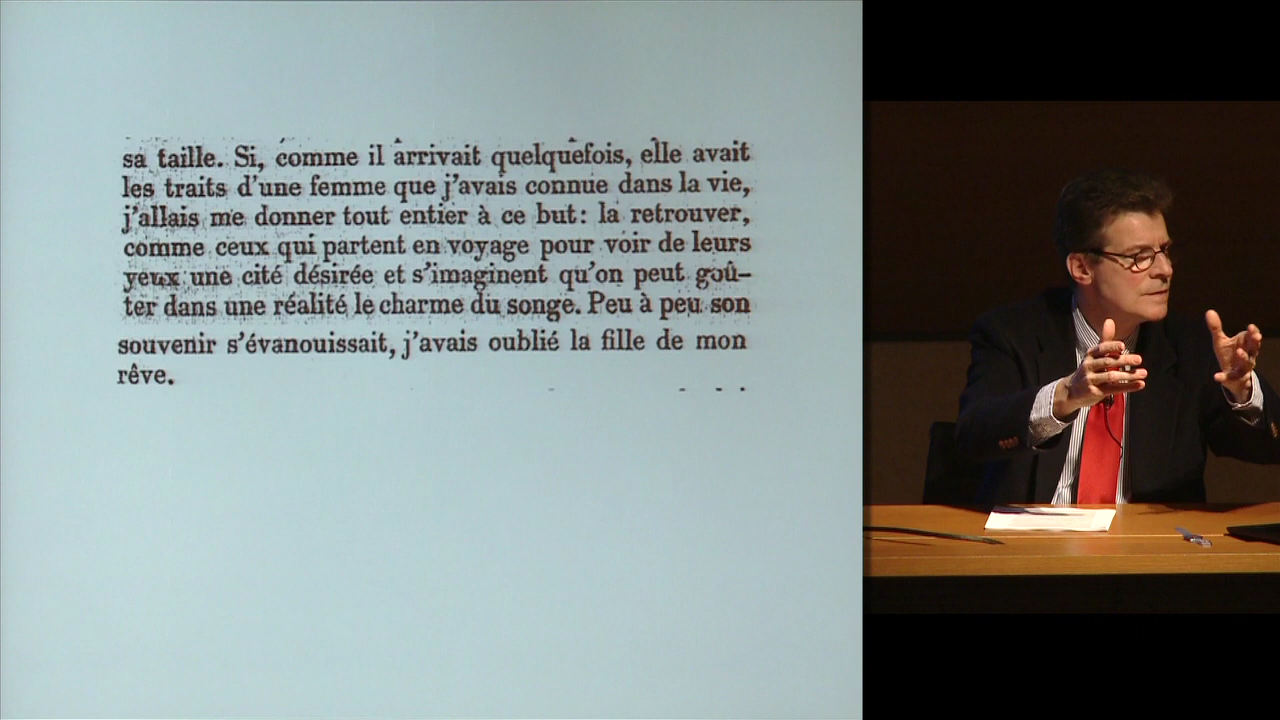 sa taille. Si, comme il arrivait quelquefois, elle avait
les traits d'une femme que j'avais connue dans la vie,
j'allais me donner tout entier à ce but: la retrouver,
comme ceux qui partent en voyage pour voir de leurs
yeux une cité désirée et s'imaginent qu'on peut goû-
ter dans une réalité le charme du songe. Peu à peu son
souvenir s'évanouissait, j'avais oublié la fille de mon
rêve.